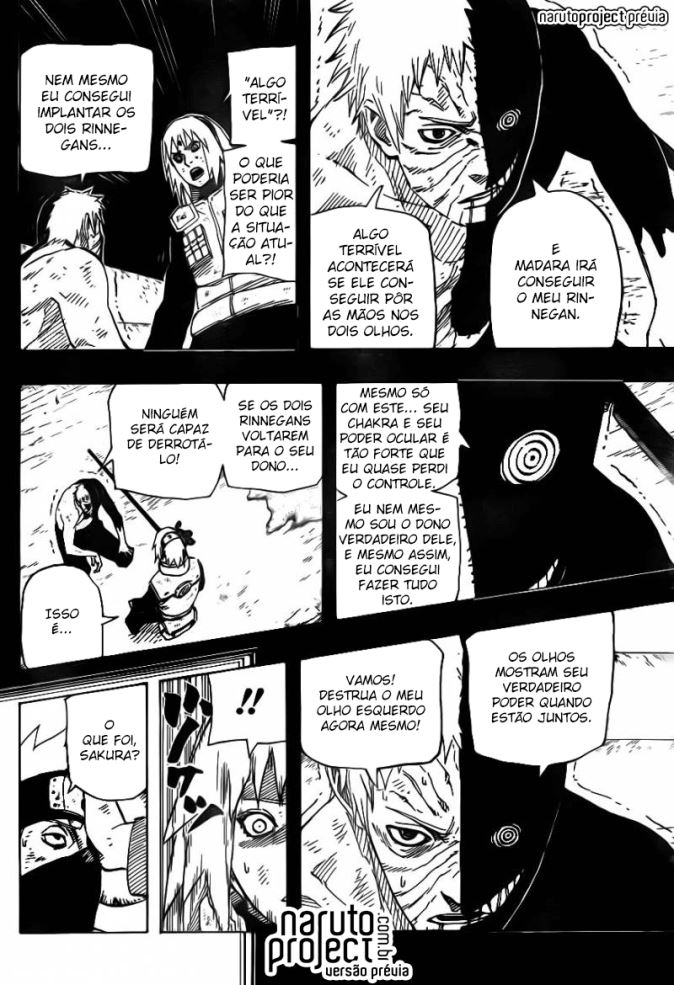 narutoproject prévia
E
MADARA IRÁ
CONSEGUIR
O MEU RIN-
NEGAN.
ALGO
TERRÍVEL
ACONTECERÁ
SE ELE CON-
SEGUIR PÔR
AS MÃOS NOS
DOIS OLHOS.
"ALGO
TERRÍ-
VEL"?!
O QUE
PODERIA
SER PIOR
DO QUE
A SITUA-
ÇÃO ATU-
AL?!
NEM MESMO
EU CONSEGUI
IMPLANTAR OS
DOIS RINNE-
GANS...
MESMO SÓ
COM ESTE... SEU
CHAKRA E SEU
PODER OCULAR É
TÃO FORTE QUE
EU QUASE PERDI
O CONTROLE.
EU NEM MES-
MO SOU O DONO
VERDADEIRO DELE,
E MESMO ASSIM,
EU CONSEGUI
FAZER TUDO
ISTO.
SE OS DOIS
RINNEGANS
VOLTAREM
PARA O SEU
DONO...
NINGUÉM
SERÁ CAPAZ
DE DERROTÁ-
LO!
ISSO
É...
OS OLHOS
MOSTRAM SEU
VERDADEIRO
PODER QUANDO
ESTÃO JUNTOS.
VAMOS!
DESTRUA O MEU
OLHO ESQUERDO
AGORA MESMO!
!!
O
QUE FOI,
SAKURA?
naruto
project
.com.br
versão prévia